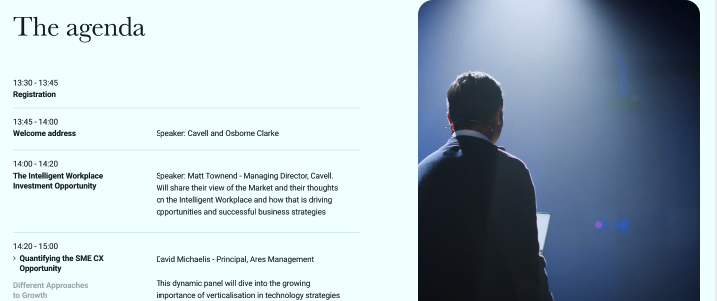 The agenda
13:30 - 13:45
Registration
13:45 - 14:00
Welcome address
Speaker: Cavell and Osborne Clarke
14:00 - 14:20
The Intelligent Workplace
Investment Opportunity
Speaker: Matt Townend - Managing Director, Cavell.
Will share their view of the Market and their thoughts
on the Intelligent Workplace and how that is driving
opportunities and successful business strategies
14:20 - 15:00
› Quantifying the SME CX
Opportunity
David Michaelis - Principal, Ares Management
Different Approaches
to Growth
This dynamic panel will dive into the growing
importance of verticalisation in technology strategies